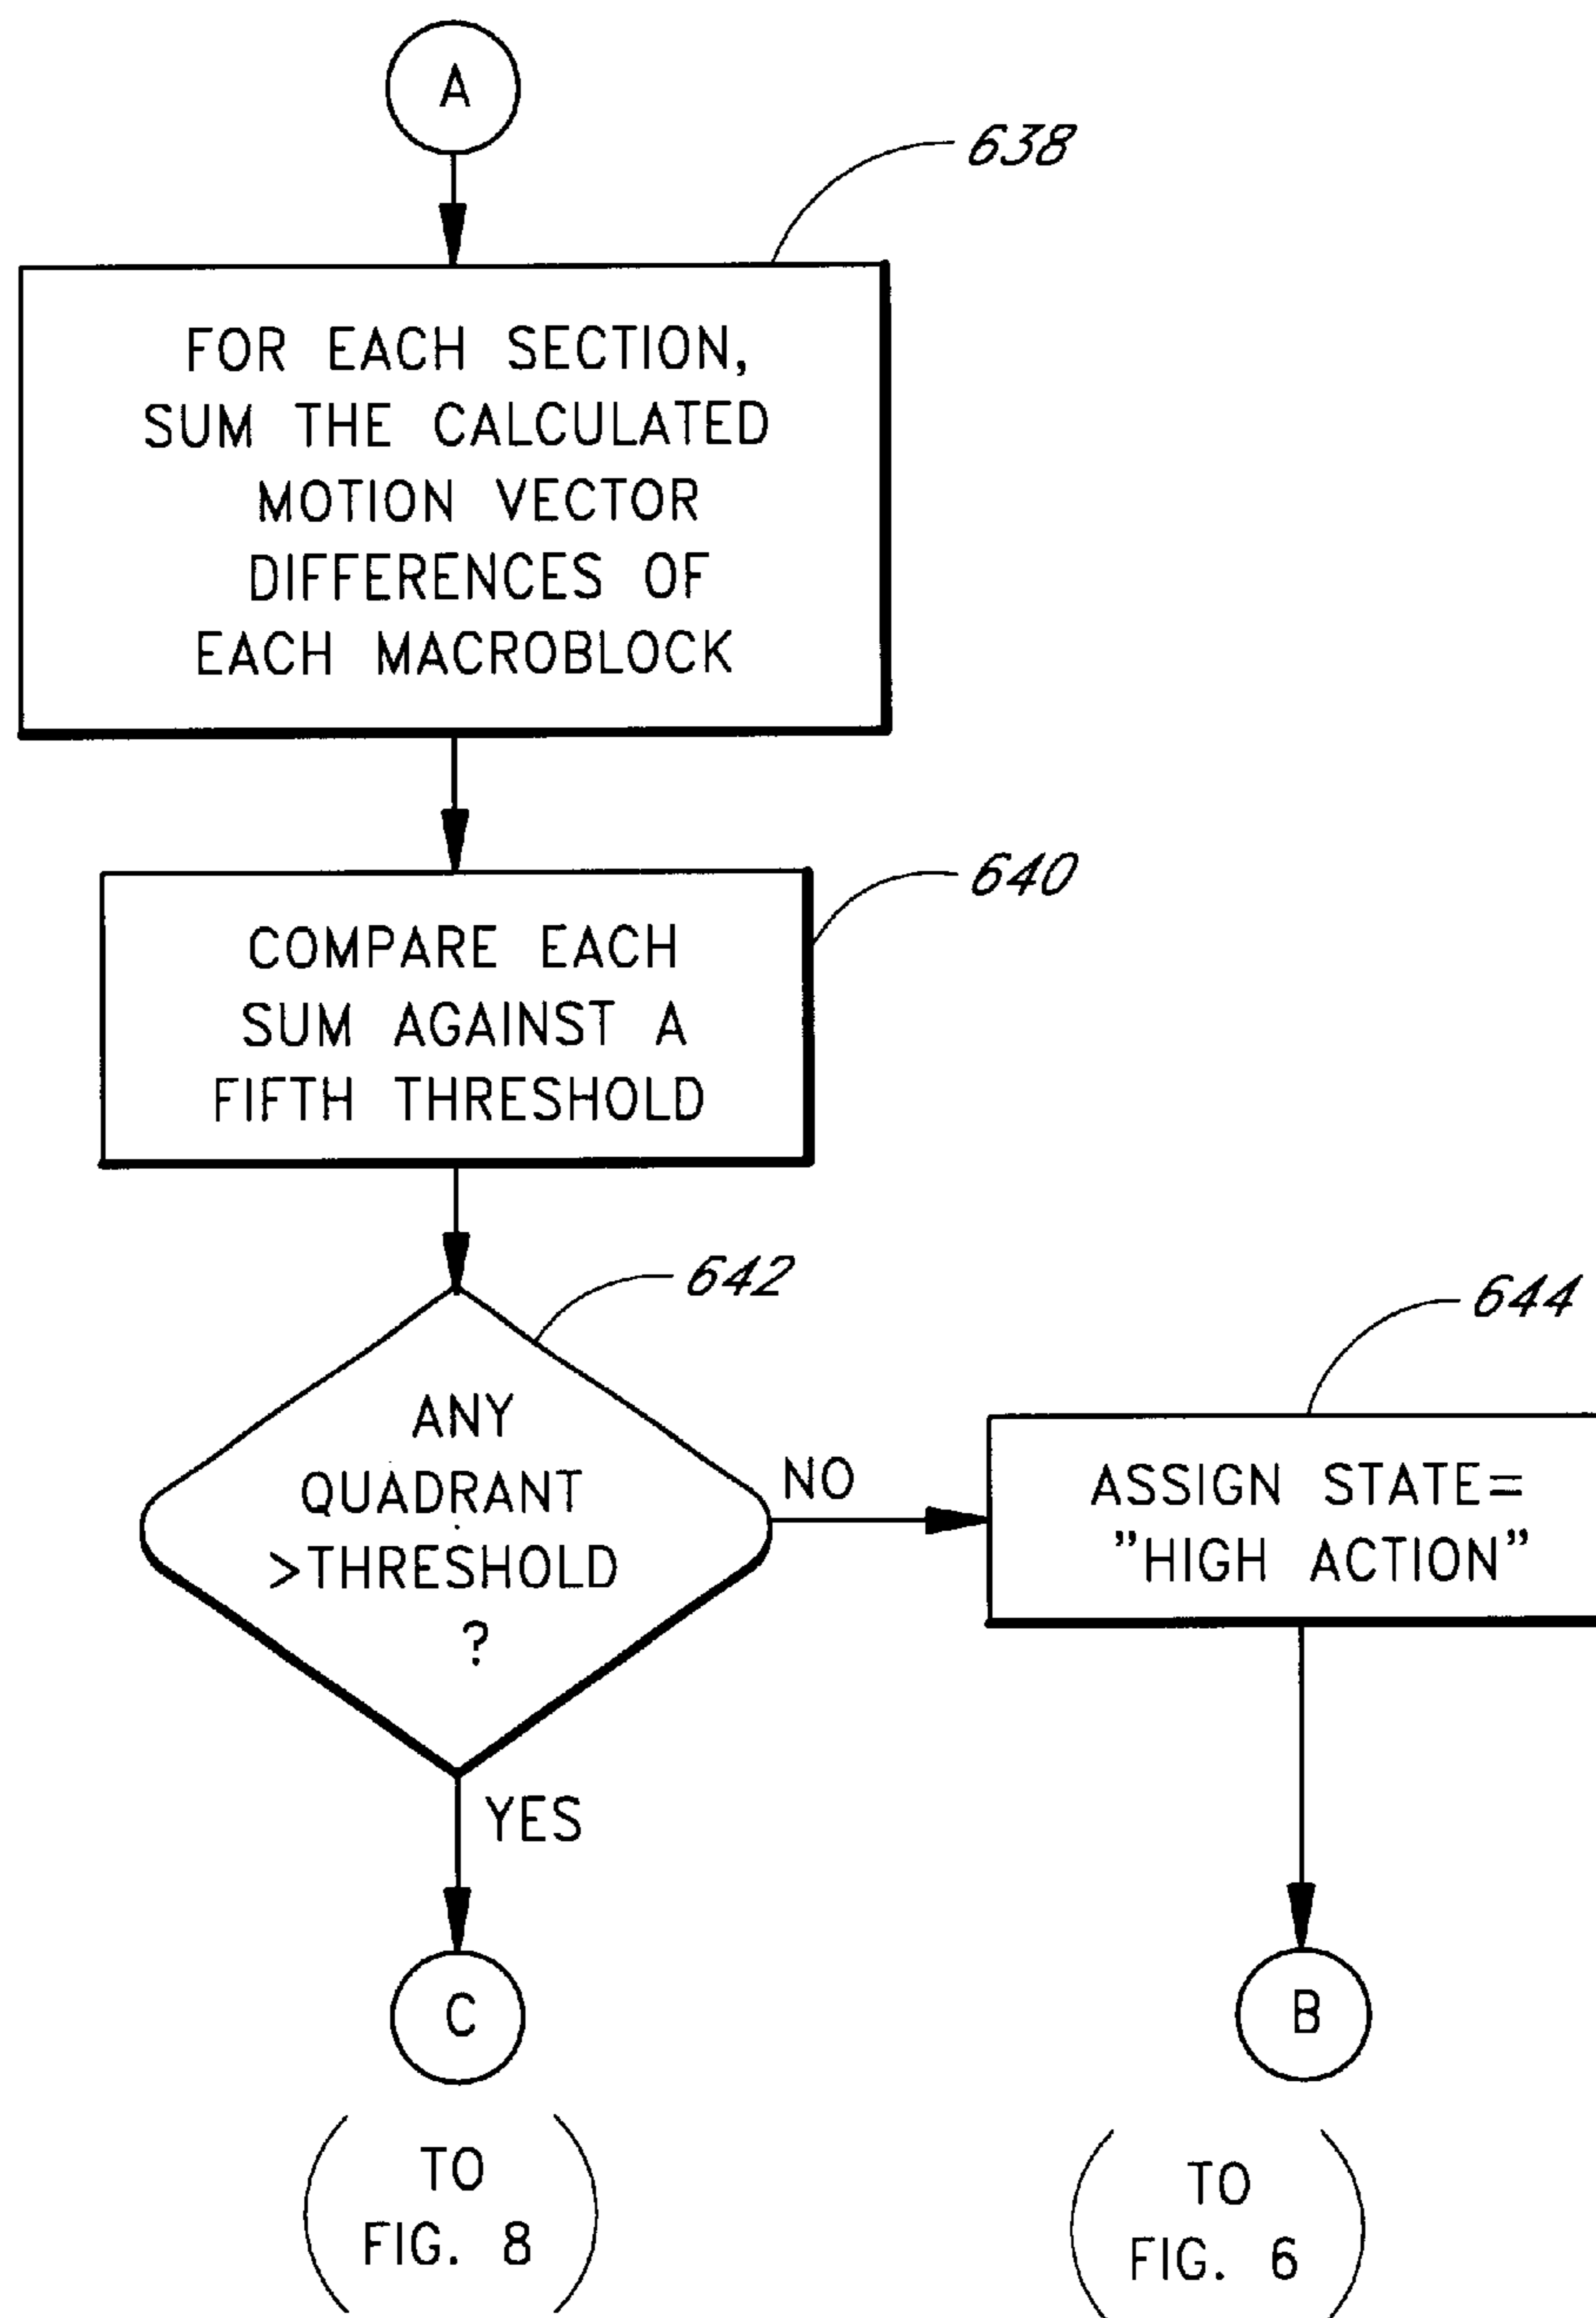 A
638
FOR EACH SECTION,
SUM THE CALCULATED
MOTION VECTOR
DIFFERENCES OF
EACH MACROBLOCK
640
COMPARE EACH
SUM AGAINST A
FIFTH THRESHOLD
642
ANY
QUADRANT
>THRESHOLD
?
NO
644
ASSIGN STATE=
"HIGH ACTION"
YES
C
B
TO
FIG. 8
TO
FIG. 6